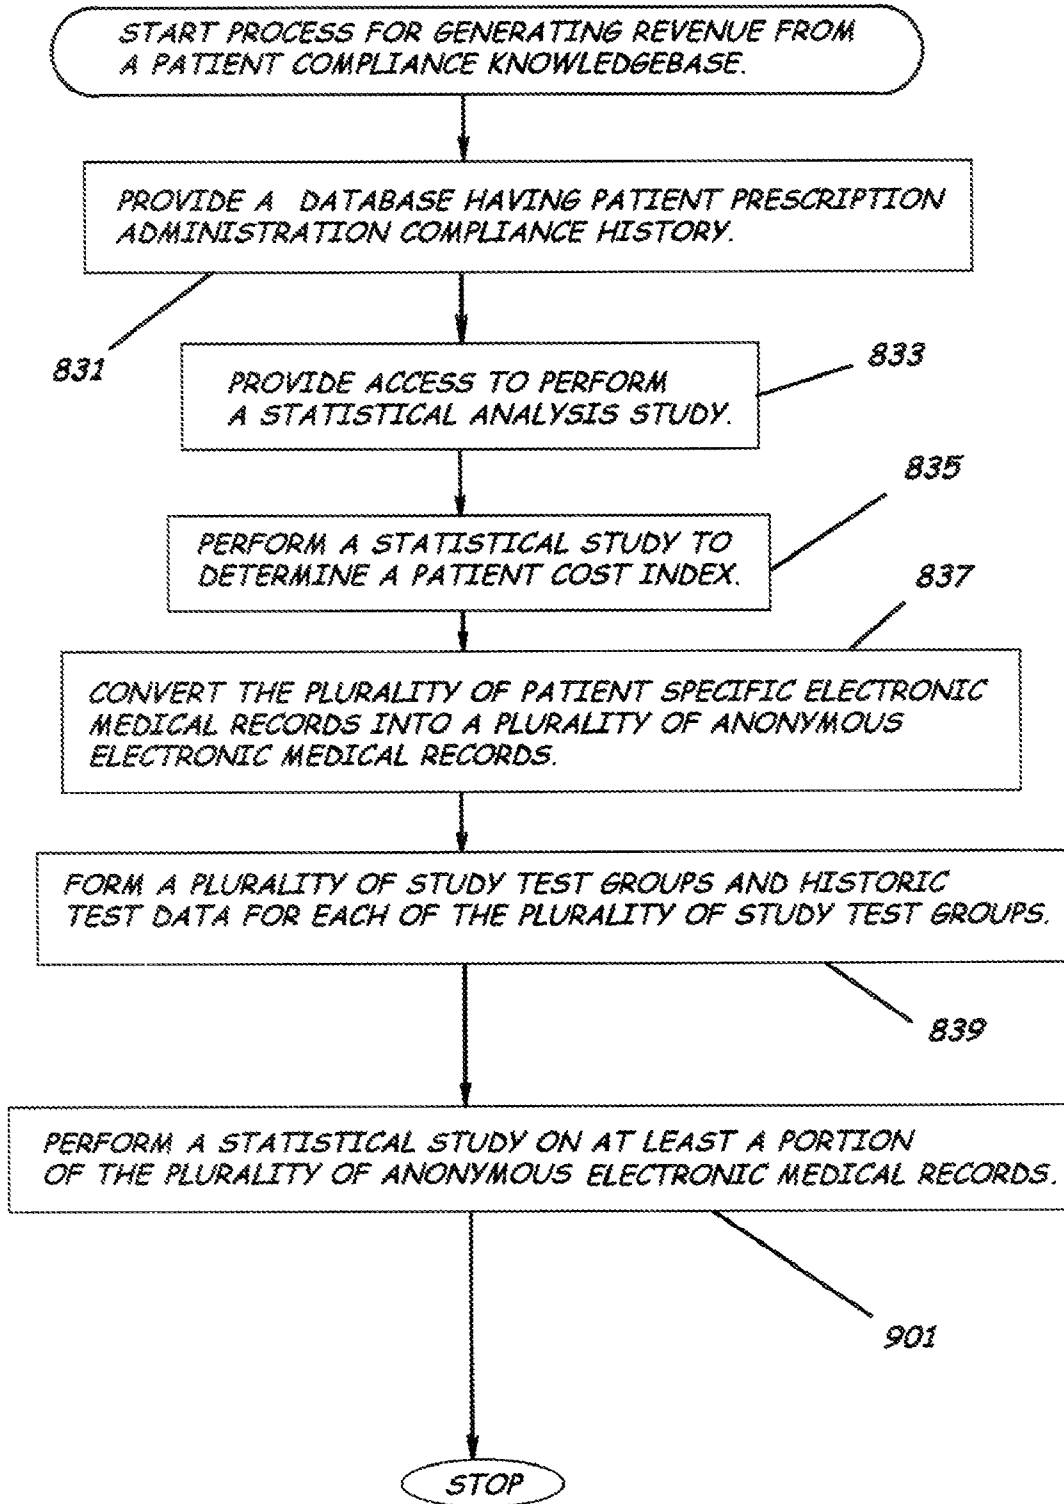 START PROCESS FOR GENERATING REVENUE FROM
A PATIENT COMPLIANCE KNOWLEDGEBASE.
PROVIDE A DATABASE HAVING PATIENT PRESCRIPTION
ADMINISTRATION COMPLIANCE HISTORY.
831
833
PROVIDE ACCESS TO PERFORM
A STATISTICAL ANALYSIS STUDY.
835
PERFORM A STATISTICAL STUDY TO
DETERMINE A PATIENT COST INDEX.
837
CONVERT THE PLURALITY OF PATIENT SPECIFIC ELECTRONIC
MEDICAL RECORDS INTO A PLURALITY OF ANONYMOUS
ELECTRONIC MEDICAL RECORDS.
FORM A PLURALITY OF STUDY TEST GROUPS AND HISTORIC
TEST DATA FOR EACH OF THE PLURALITY OF STUDY TEST GROUPS.
839
PERFORM A STATISTICAL STUDY ON AT LEAST A PORTION
OF THE PLURALITY OF ANONYMOUS ELECTRONIC MEDICAL RECORDS.
901
STOP